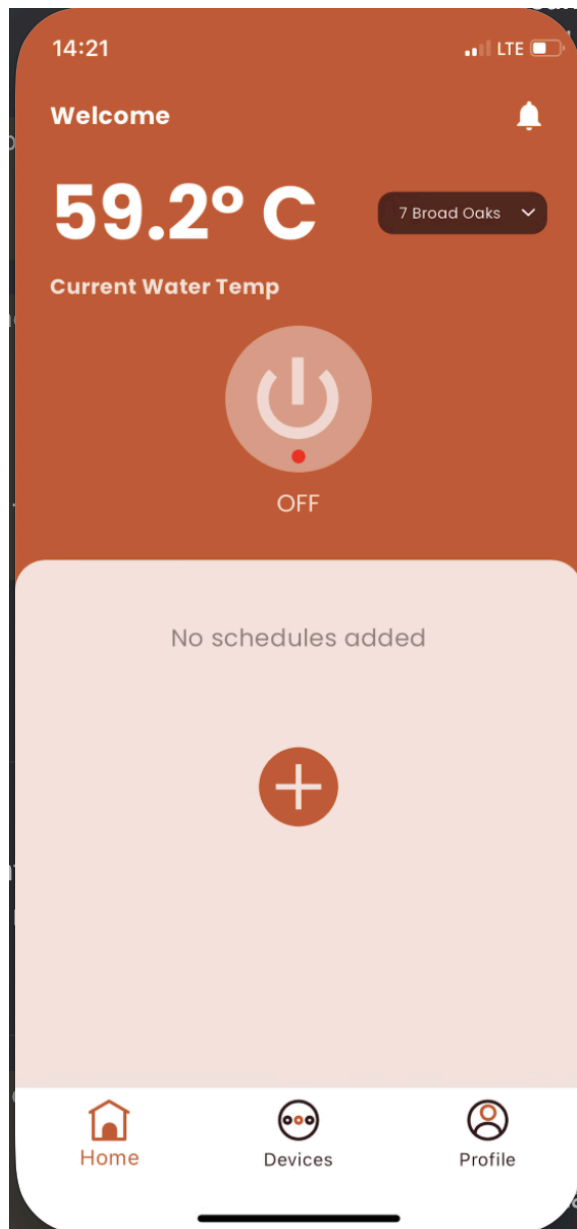 14:21 LTE
Welcome
59.2° C
7 Broad Oaks
Current Water Temp
OFF
No schedules added
Home Devices Profile